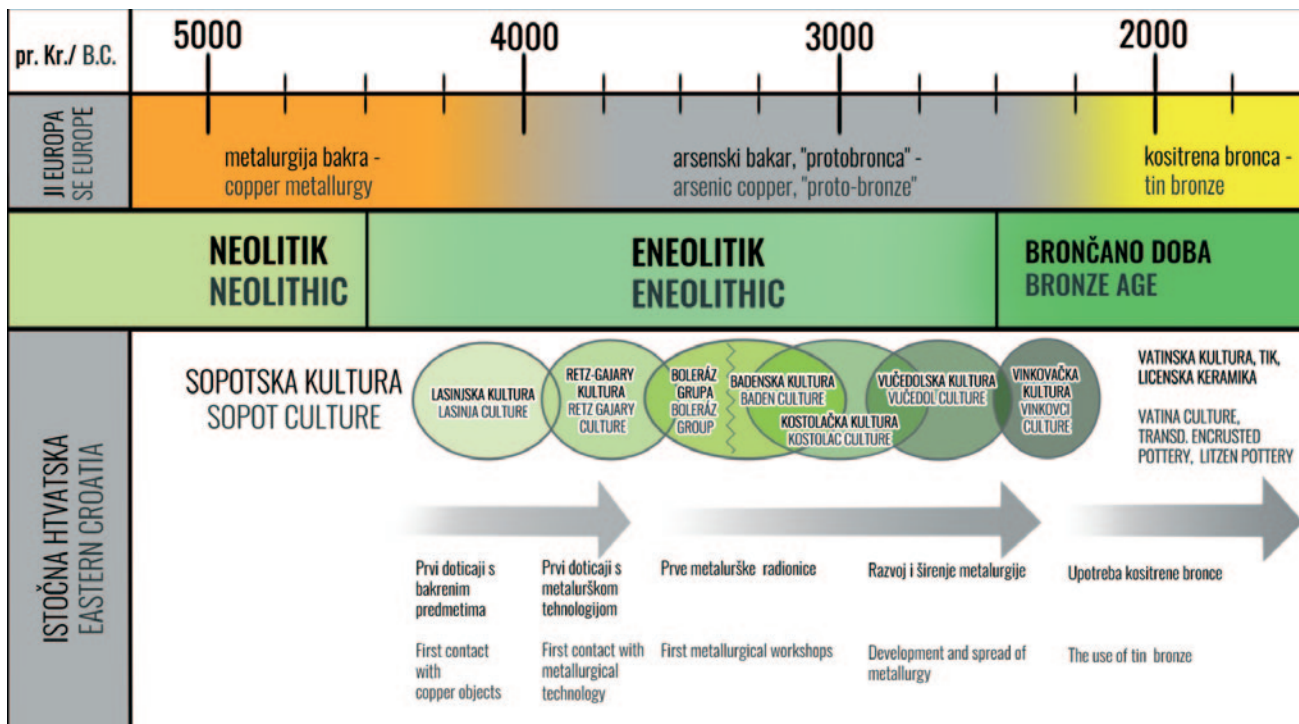 pr. Kr./ B.C.
5000
4000
3000
2000
JI EUROPA
SE EUROPE
metalurgija bakra -
copper metallurgy
arsenski bakar, "protobronca" -
arsenic copper, "proto-bronze"
kositrena bronca -
tin bronze
NEOLITIK
NEOLITHIC
ENEOLITIK
ENEOLITHIC
BRONČANO DOBA
BRONZE AGE
ISTOČNA HTVATSKA
EASTERN CROATIA
SOPOTSKA KULTURA
SOPOT CULTURE
LASINJSKA KULTURA
LASINJA CULTURE
RETZ-GAJARY
KULTURA
RETZ GAJARY
CULTURE
BOLERÁZ
GRUPA
BOLERÁZ
GROUP
BADENSKA KULTURA
BADEN CULTURE
KOSTOLAČKA KULTURA
KOSTOLAC CULTURE
VUČEDOLSKA KULTURA
VUČEDOL CULTURE
VINKOVAČKA
KULTURA
VINKOVCI
CULTURE
VATINSKA KULTURA, TIK,
LICENSKA KERAMIKA
VATINA CULTURE,
TRANSD. ENCRUSTED
POTTERY, LITZEN POTTERY
Prvi doticaji s
bakrenim
predmetima
First contact
with
copper objects
Prvi doticaji s
metalurškom
tehnologijom
First contact with
metallurgical
technology
Prve metalurške radionice
First metallurgical workshops
Razvoj i širenje metalurgije
Development and spread of
metallurgy
Upotreba kositrene bronce
The use of tin bronze